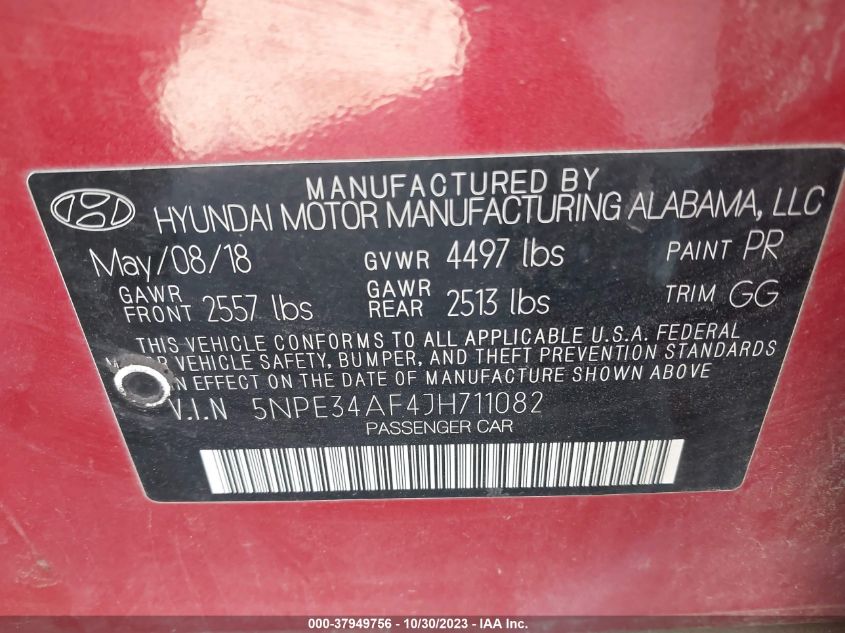 MANUFACTURED BY
HYUNDAI MOTOR MANUFACTURING ALABAMA, LLC
May/08/18 GVWR 4497 lbs PAINT PR
GAWR FRONT 2557 lbs GAWR REAR 2513 lbs TRIM GG
THIS VEHICLE CONFORMS TO ALL APPLICABLE U.S.A. FEDERAL
VEHICLE SAFETY, BUMPER, AND THEFT PREVENTION STANDARDS
N EFFECT ON THE DATE OF MANUFACTURE SHOWN ABOVE
V.I.N 5NPE34AF4JH711082
PASSENGER CAR
000-37949756 - 10/30/2023 - IAA Inc.